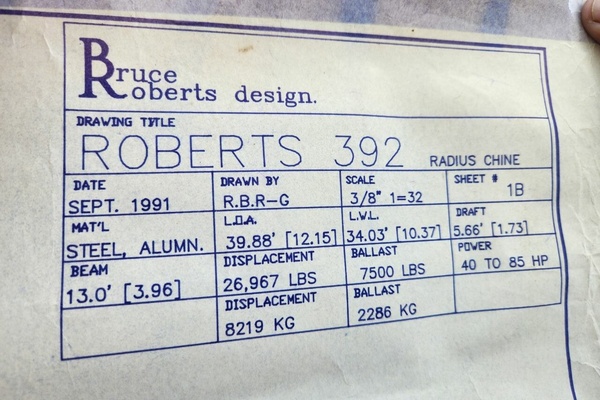 Bruce
Roberts design.
DRAWING TITLE
ROBERTS 392 RADIUS CHINE
DATE DRAWN BY SCALE SHEET #
SEPT. 1991 R.B.R-G 3/8" 1=32 1B
MAT'L L.O.A. L.W.L. DRAFT
STEEL, ALUMN. 39.88' [12.15] 34.03' [10.37] 5.66' [1.73]
BEAM DISPLACEMENT BALLAST POWER
13.0' [3.96] 26,967 LBS 7500 LBS 40 TO 85 HP
DISPLACEMENT BALLAST
8219 KG 2286 KG